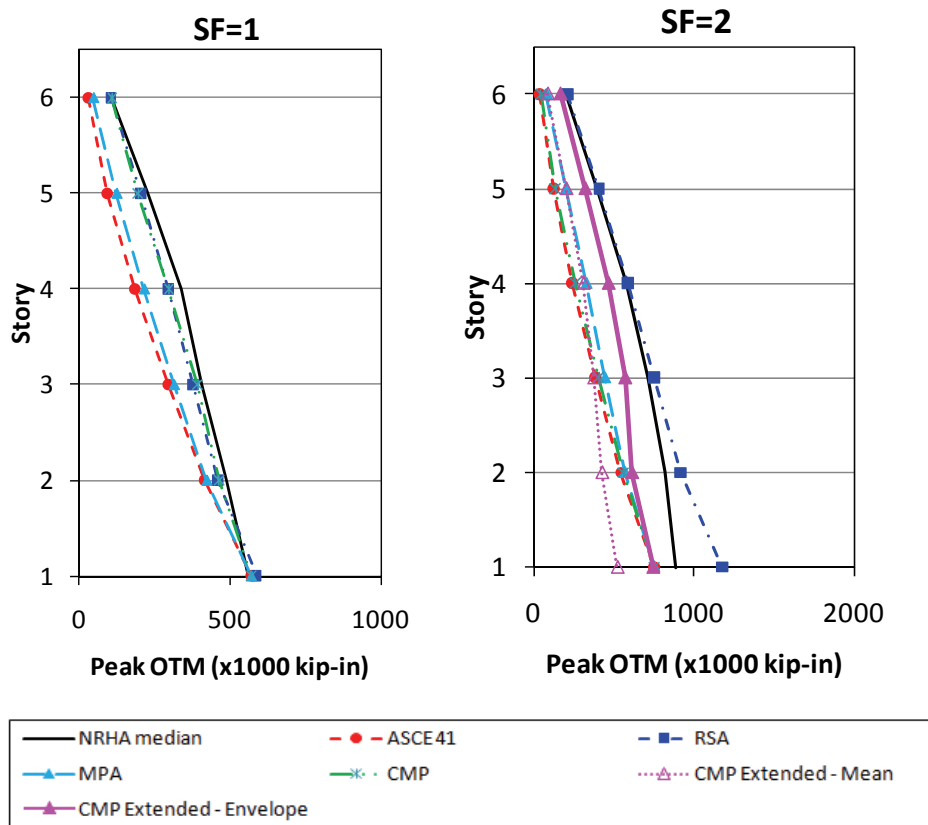 SF=1
6
5
4
3
2
1
Story
0
500
1000
Peak OTM (x1000 kip-in)
SF=2
6
5
4
3
2
1
Story
0
1000
2000
Peak OTM (x1000 kip-in)
NRHA median
ASCE41
RSA
MPA
CMP
CMP Extended - Mean
CMP Extended - Envelope